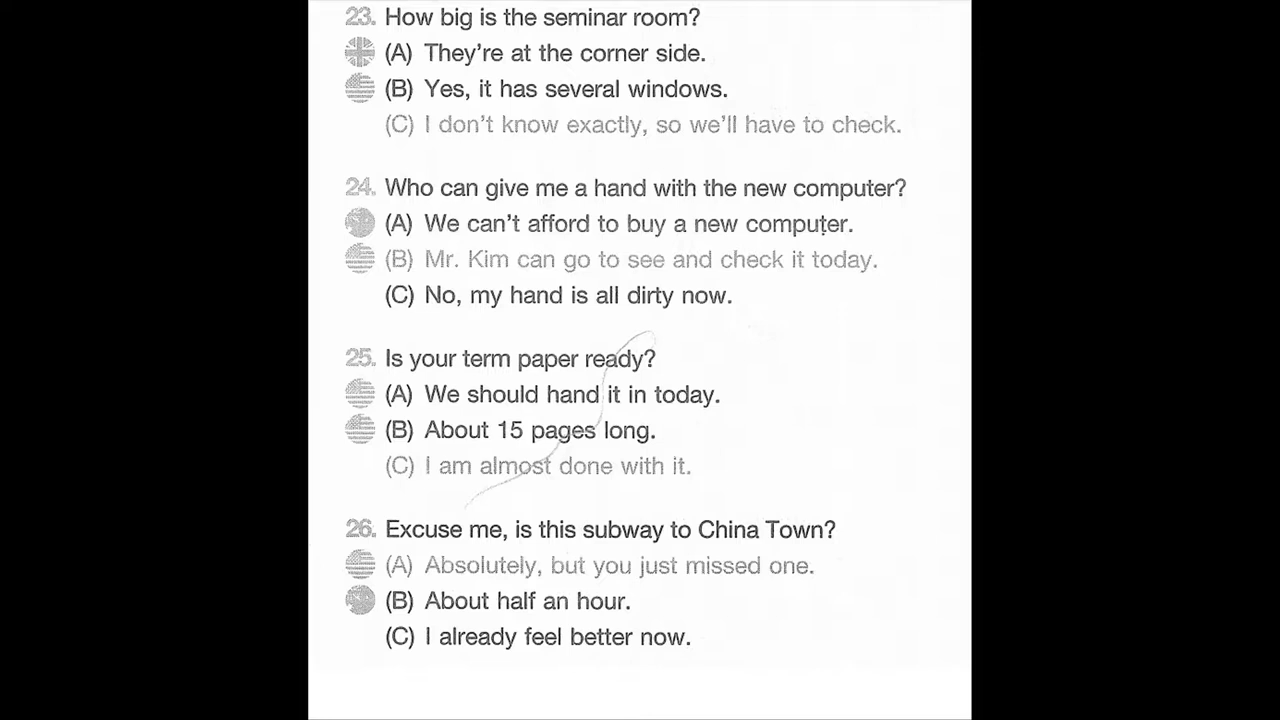 23. How big is the seminar room?
(A) They're at the corner side.
(B) Yes, it has several windows.
(C) I don't know exactly, so we'll have to check.
24. Who can give me a hand with the new computer?
(A) We can't afford to buy a new computer.
(B) Mr. Kim can go to see and check it today.
(C) No, my hand is all dirty now.
25. Is your term paper ready?
(A) We should hand it in today.
(B) About 15 pages long.
(C) I am almost done with it.
26. Excuse me, is this subway to China Town?
(A) Absolutely, but you just missed one.
(B) About half an hour.
(C) I already feel better now.